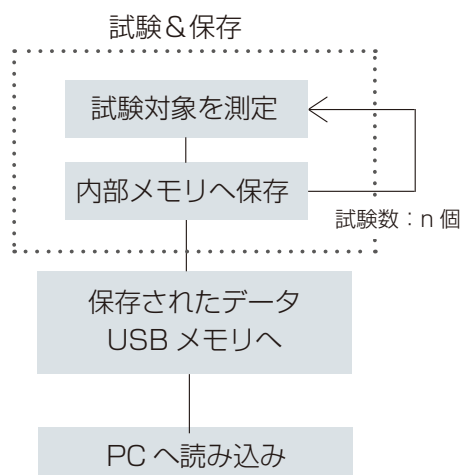 試験＆保存
試験対象を測定
内部メモリへ保存
試験数：n 個
保存されたデータ
USB メモリへ
PC へ読み込み